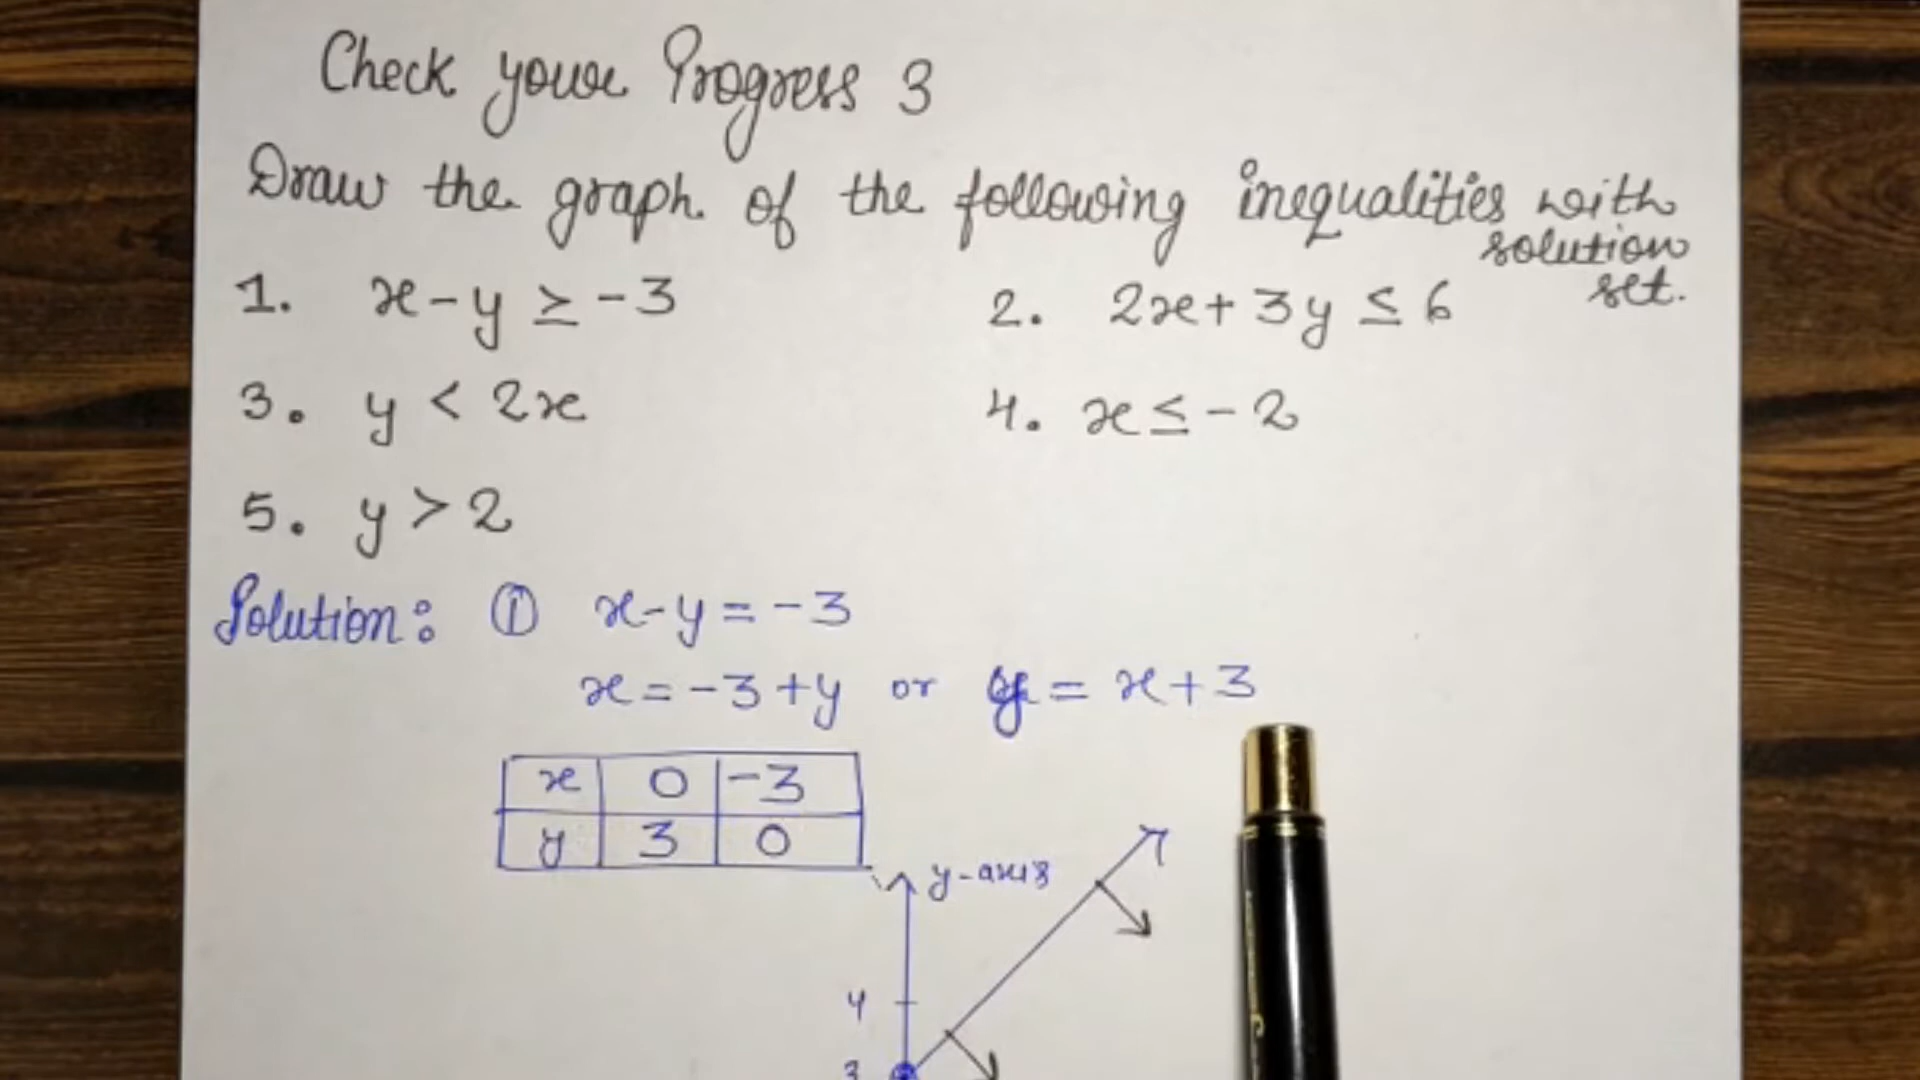 Check your Progress 3
Draw the graph of the following inequalities with
solution
set.
1. x-y ≥ -3 2. 2x+3y ≤ 6
3. y < 2x 4. x ≤ -2
5. y > 2
Solution: ① x-y = -3
x = -3+y or y = x+3
x 0 -3
y 3 0
y-axis
4
3